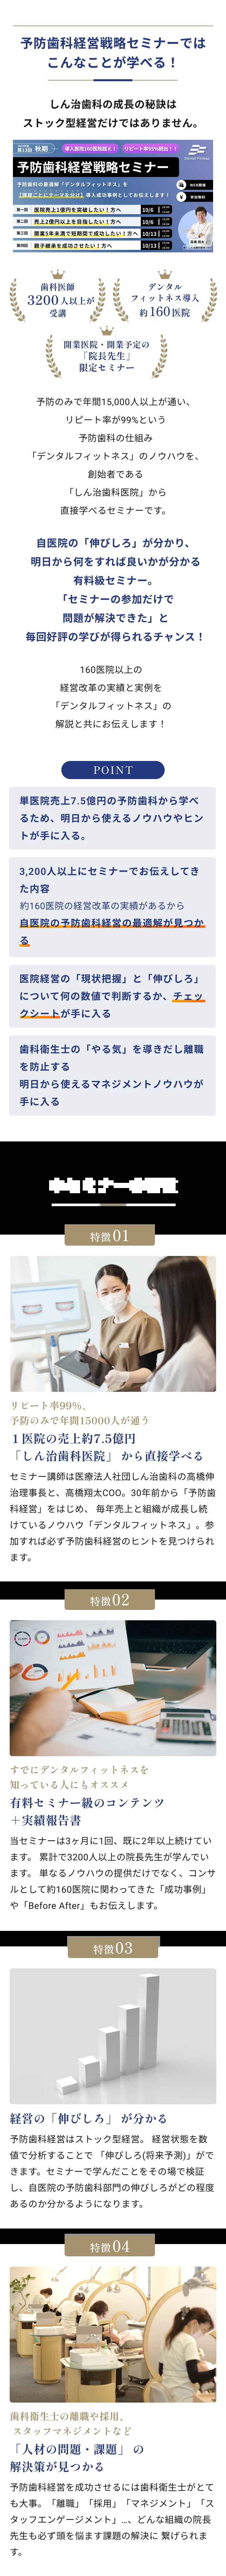 予防歯科経営戦略セミナーでは
こんなことが学べる！
しん治歯科の成長の秘訣は
ストック型経営だけではありません。
第13回 秋期
導入医院160医院超え！
リピート率99%続出！！
Dental Fitness
予防歯科経営戦略セミナー
予防歯科の最適解「デンタルフィットネス」を
【課題ごとにテーマを分け】導入成功事例としてお伝えします！
第一回 医院売上1億円を突破したい！方へ 10/6
第二回 売上2億円以上を目指したい！方へ 10/6
第三回 開業5年未満で短期間で成功したい！方へ 10/13
第四回 親子継承を成功させたい！方へ 10/13
歯科医師
3200人以上が
受講
デンタル
フィットネス導入
約160医院
開業医院・開業予定の
「院長先生」
限定セミナー
予防のみで年間15,000人以上が通い、
リピート率が99%という
予防歯科の仕組み
「デンタルフィットネス」のノウハウを、
創始者である
「しん治歯科医院」から
直接学べるセミナーです。
自医院の「伸びしろ」が分かり、
明日から何をすれば良いかが分かる
有料級セミナー。
「セミナーの参加だけで
問題が解決できた」と
毎回好評の学びが得られるチャンス！
160医院以上の
経営改革の実績と実例を
「デンタルフィットネス」の
解説と共にお伝えします！
POINT
単医院売上7.5億円の予防歯科から学べ
るため、明日から使えるノウハウやヒン
トが手に入る。
3,200人以上にセミナーでお伝えしてき
た内容
約160医院の経営改革の実績があるから
自医院の予防歯科経営の最適解が見つか
る
医院経営の「現状把握」と「伸びしろ」
について何の数値で判断するか、チェッ
クシートが手に入る
歯科衛生士の「やる気」を導きだし離職
を防止する
明日から使えるマネジメントノウハウが
手に入る
特徴01
リピート率99%、
予防のみで年間15000人が通う
１医院の売上約7.5億円
「しん治歯科医院」 から直接学べる
セミナー講師は医療法人社団しん治歯科の高橋伸
治理事長と、高橋翔太COO。30年前から「予防歯
科経営」をはじめ、 毎年売上と組織が成長し続
けているノウハウ「デンタルフィットネス」。参
加すれば必ず予防歯科経営のヒントを見つけられ
ます。
特徴02
すでにデンタルフィットネスを
知っている人にもオススメ
有料セミナー級のコンテンツ
＋実績報告書
当セミナーは3ヶ月に1回、既に2年以上続けてい
ます。 累計で3200人以上の院長先生が学んでい
ます。 単なるノウハウの提供だけでなく、コンサ
ルとして約160医院に関わってきた「成功事例」
や「Before After」もお伝えします。
特徴03
経営の「伸びしろ」 が分かる
予防歯科経営はストック型経営。 経営状態を数
値で分析することで 「伸びしろ(将来予測)」がで
きます。セミナーで学んだことをその場で検証
し、自医院の予防歯科部門の伸びしろがどの程度
あるのか分かるようになります。
特徴04
歯科衛生士の離職や採用、
スタッフマネジメントなど
「人材の問題・課題」 の
解決策が見つかる
予防歯科経営を成功させるには歯科衛生士がとて
も大事。「離職」「採用」「マネジメント」「ス
タッフエンゲージメント」…、どんな組織の院長
先生も必ず頭を悩ます課題の解決に 繋げられま
す。